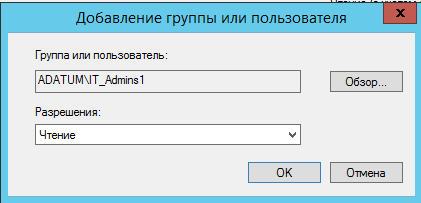 Добавление группы или пользователя
x
Группа или пользователь:
ADATUM\IT_Admins1
Обзор...
Разрешения:
Чтение
OK
Отмена